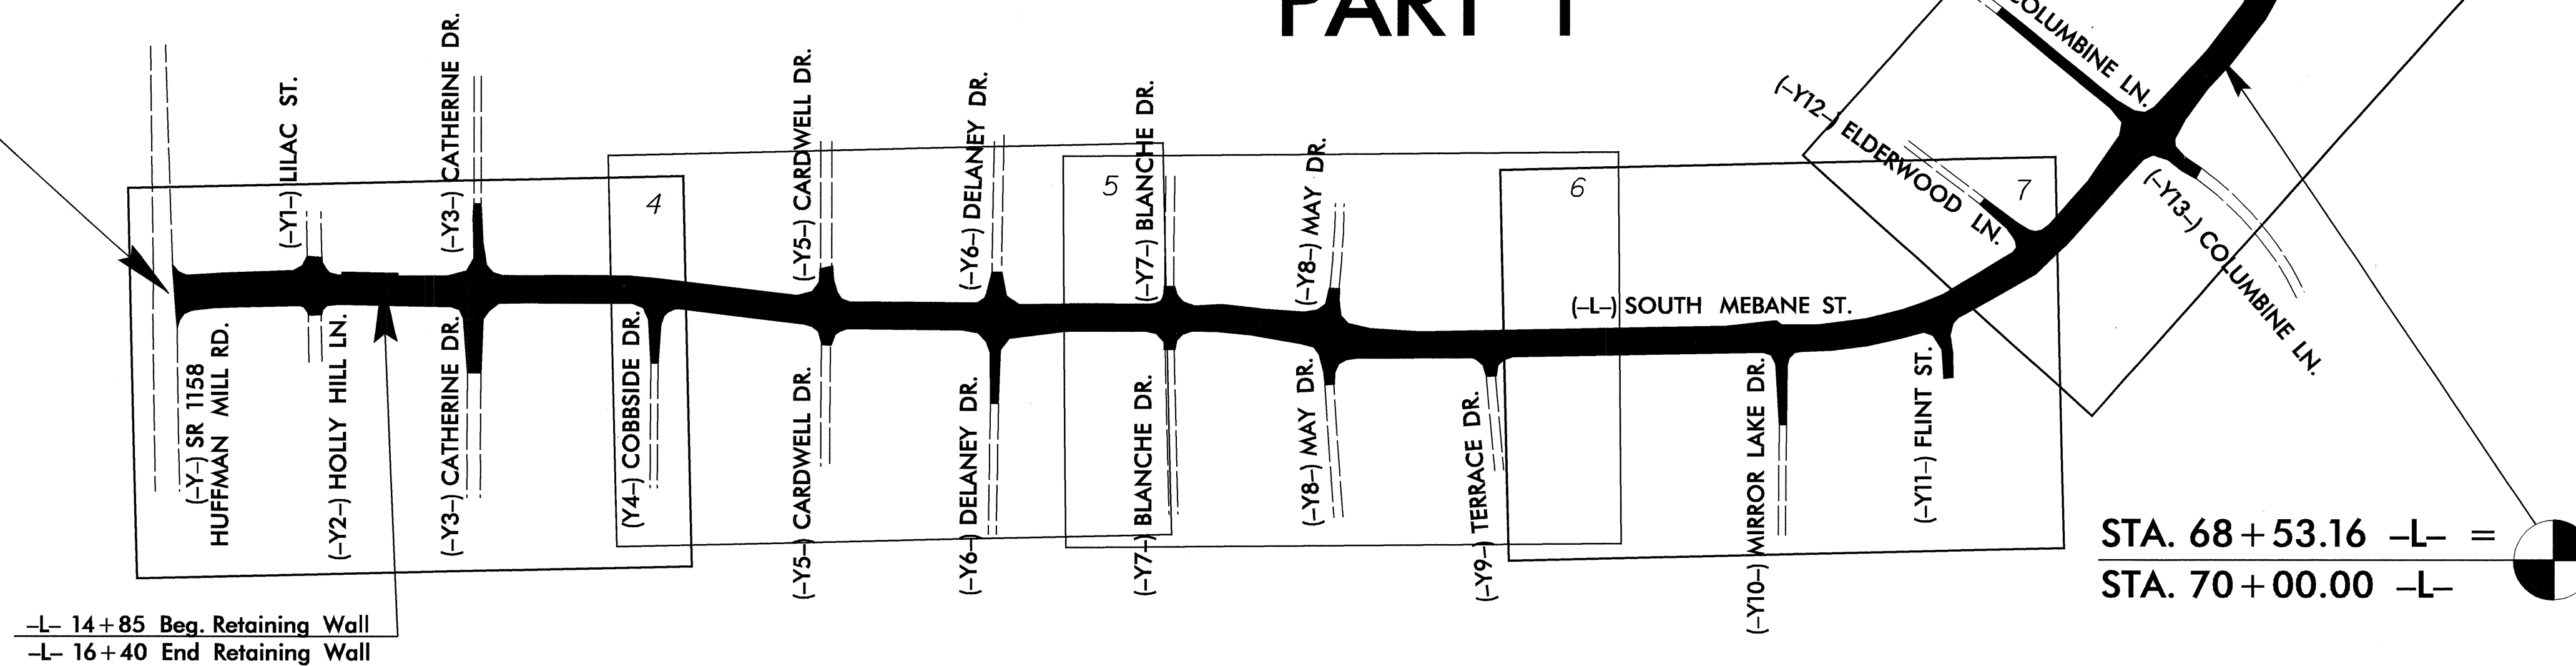 PART 1
(-Y1-) LILAC ST.
(-Y3-) CATHERINE DR.
(-Y5-) CARDWELL DR.
(-Y6-) DELANEY DR.
(-Y7-) BLANCHE DR.
(-Y8-) MAY DR.
COLUMBINE LN.
(-Y12-) ELDERWOOD LN.
(-Y13-) COLUMBINE LN.
4
5
6
7
(-L-) SOUTH MEBANE ST.
(-Y-) SR 1158
HUFFMAN MILL RD.
(-Y2-) HOLLY HILL LN.
(-Y3-) CATHERINE DR.
(Y4-) COBBSIDE DR.
(-Y5-) CARDWELL DR.
(-Y6-) DELANEY DR.
(-Y7-) BLANCHE DR.
(-Y8-) MAY DR.
(-Y9-) TERRACE DR.
(-Y10-) MIRROR LAKE DR.
(-Y11-) FLINT ST.
STA. 68+53.16 -L- =
STA. 70+00.00 -L-
-L- 14+85 Beg. Retaining Wall
-L- 16+40 End Retaining Wall